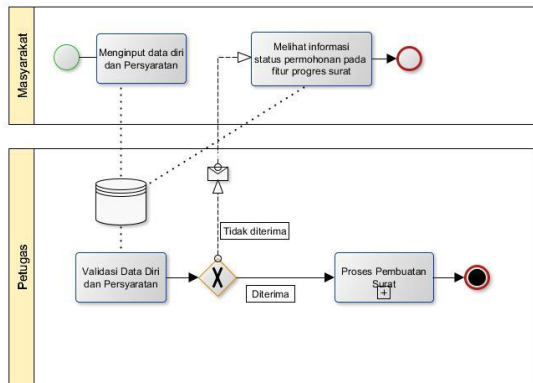 Masyarakat
Menginput data diri
dan Persyaratan
Melihat informasi
status permohonan pada
fitur progres surat
Petugas
Tidak diterima
Validasi Data Diri
dan Persyaratan
Diterima
Proses Pembuatan
Surat